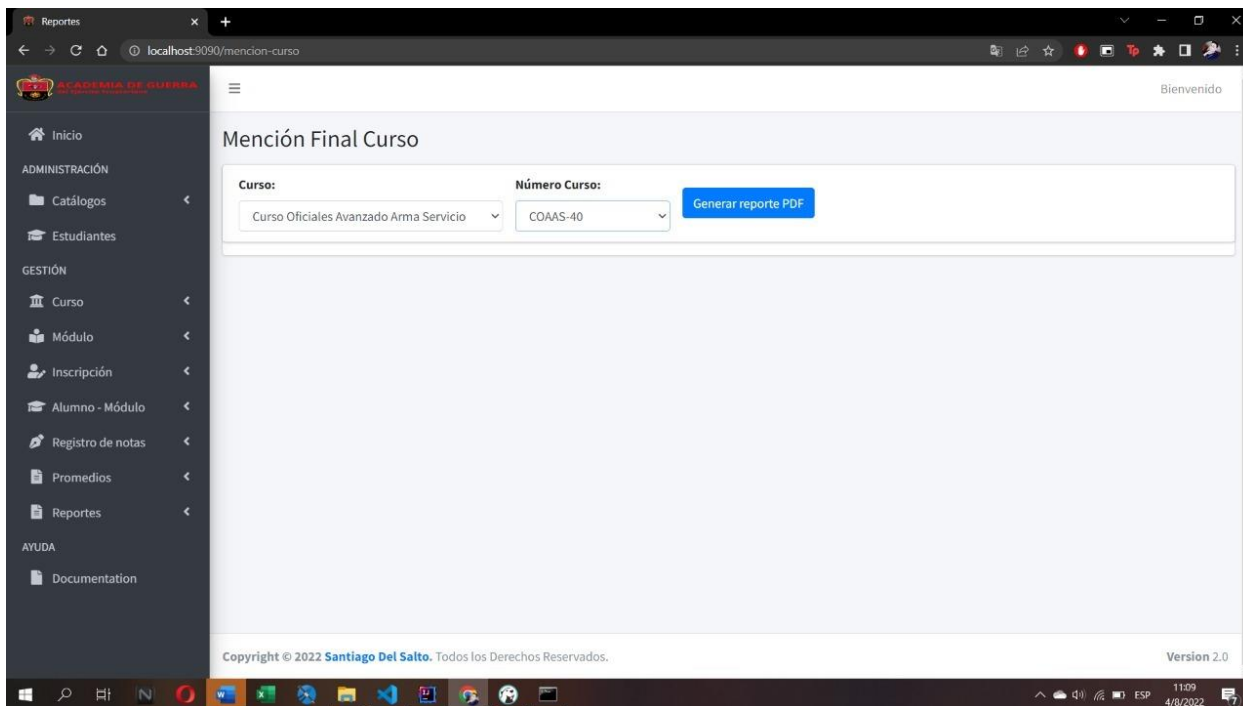 Reportes
localhost:9090/mencion-curso
ACADEMIA DE GUERRA
Bienvenido
Inicio
ADMINISTRACIÓN
Catálogos
Estudiantes
GESTIÓN
Curso
Módulo
Inscripción
Alumno - Módulo
Registro de notas
Promedios
Reportes
AYUDA
Documentation
Mención Final Curso
Curso:
Número Curso:
Curso Oficiales Avanzado Arma Servicio
COAAS-40
Generar reporte PDF
Copyright © 2022 Santiago Del Salto. Todos los Derechos Reservados.
Version 2.0
ESP
11:09
4/8/2022